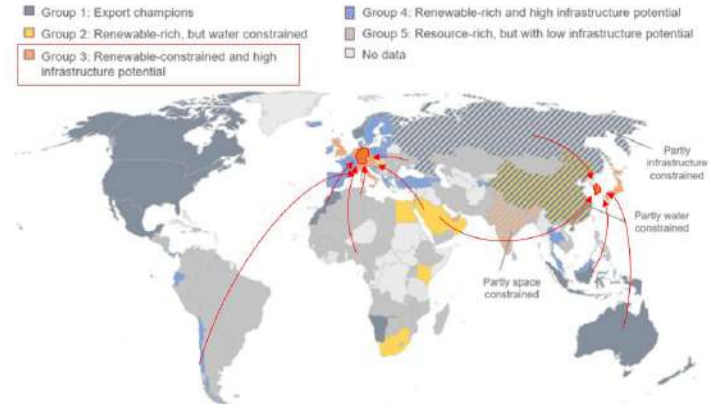 Group 1: Export champions
Group 2: Renewable-rich, but water constrained
Group 3: Renewable-constrained and high
infrastructure potential
Group 4: Renewable-rich and high infrastructure potential
Group 5: Resource-rich, but with low infrastructure potential
No data
Partly
infrastructure
constrained
Partly water
constrained
Partly space
constrained